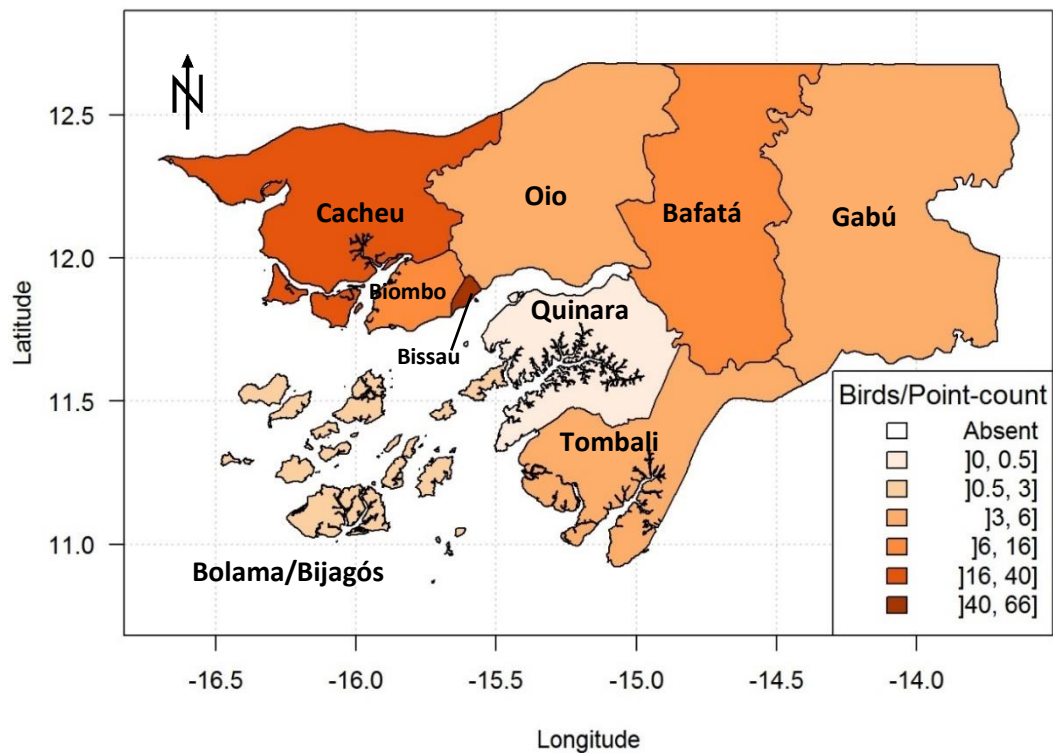 N
12.5
12.0
11.5
11.0
Latitude
Cacheu
Oio
Bafatá
Gabú
Biombo
Bissau
Quinara
Tombali
Bolama/Bijagós
Birds/Point-count
Absent
]0, 0.5]
]0.5, 3]
]3, 6]
]6, 16]
]16, 40]
]40, 66]
-16.5 -16.0 -15.5 -15.0 -14.5 -14.0
Longitude